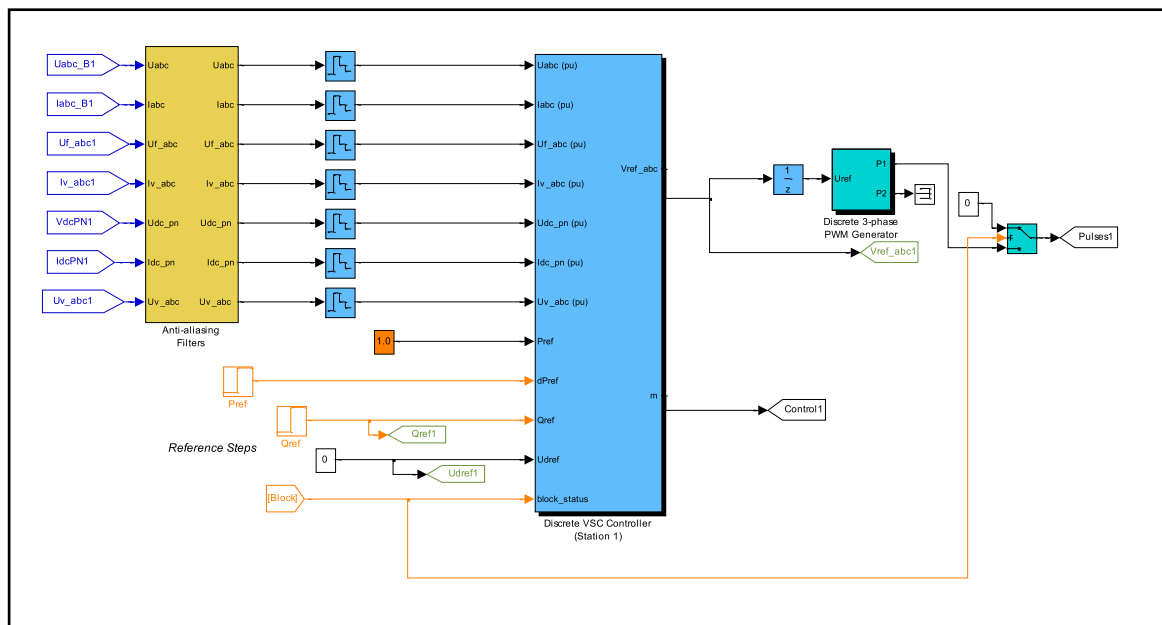 Uabc_B1
Uabc
Uabc
Uabc (pu)
Iabc_B1
Iabc
Iabc
Iabc (pu)
Uf_abc1
Uf_abc
Uf_abc
Uf_abc (pu)
Iv_abc1
Iv_abc
Iv_abc
Iv_abc (pu)
VdcPN1
Udc_pn
Udc_pn
Udc_pn (pu)
IdcPN1
Idc_pn
Idc_pn
Idc_pn (pu)
Uv_abc1
Uv_abc
Uv_abc
Uv_abc (pu)
Anti-aliasing
Filters
1.0
Pref
dPref
Pref
Qref
Qref
Qref1
Reference Steps
0
Udref
Udref1
[Block]
block_status
Discrete VSC Controller
(Station 1)
Vref_abc
m
1
z
Uref
P1
P2
Discrete 3-phase
PWM Generator
Vref_abc1
0
Pulses1
Control1